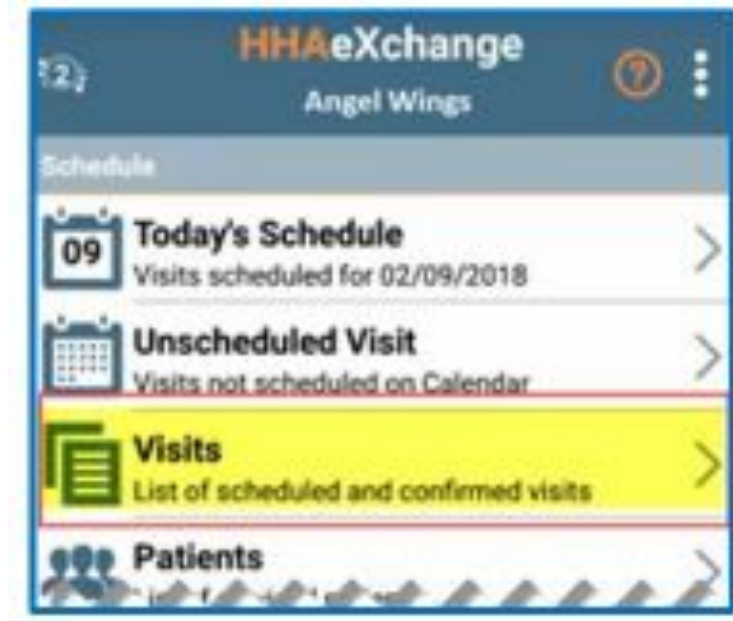 HHAeXchange
2
Angel Wings
Schedule
09
Today's Schedule
Visits scheduled for 02/09/2018
Unscheduled Visit
Visits not scheduled on Calendar
Visits
List of scheduled and confirmed visits
Patients